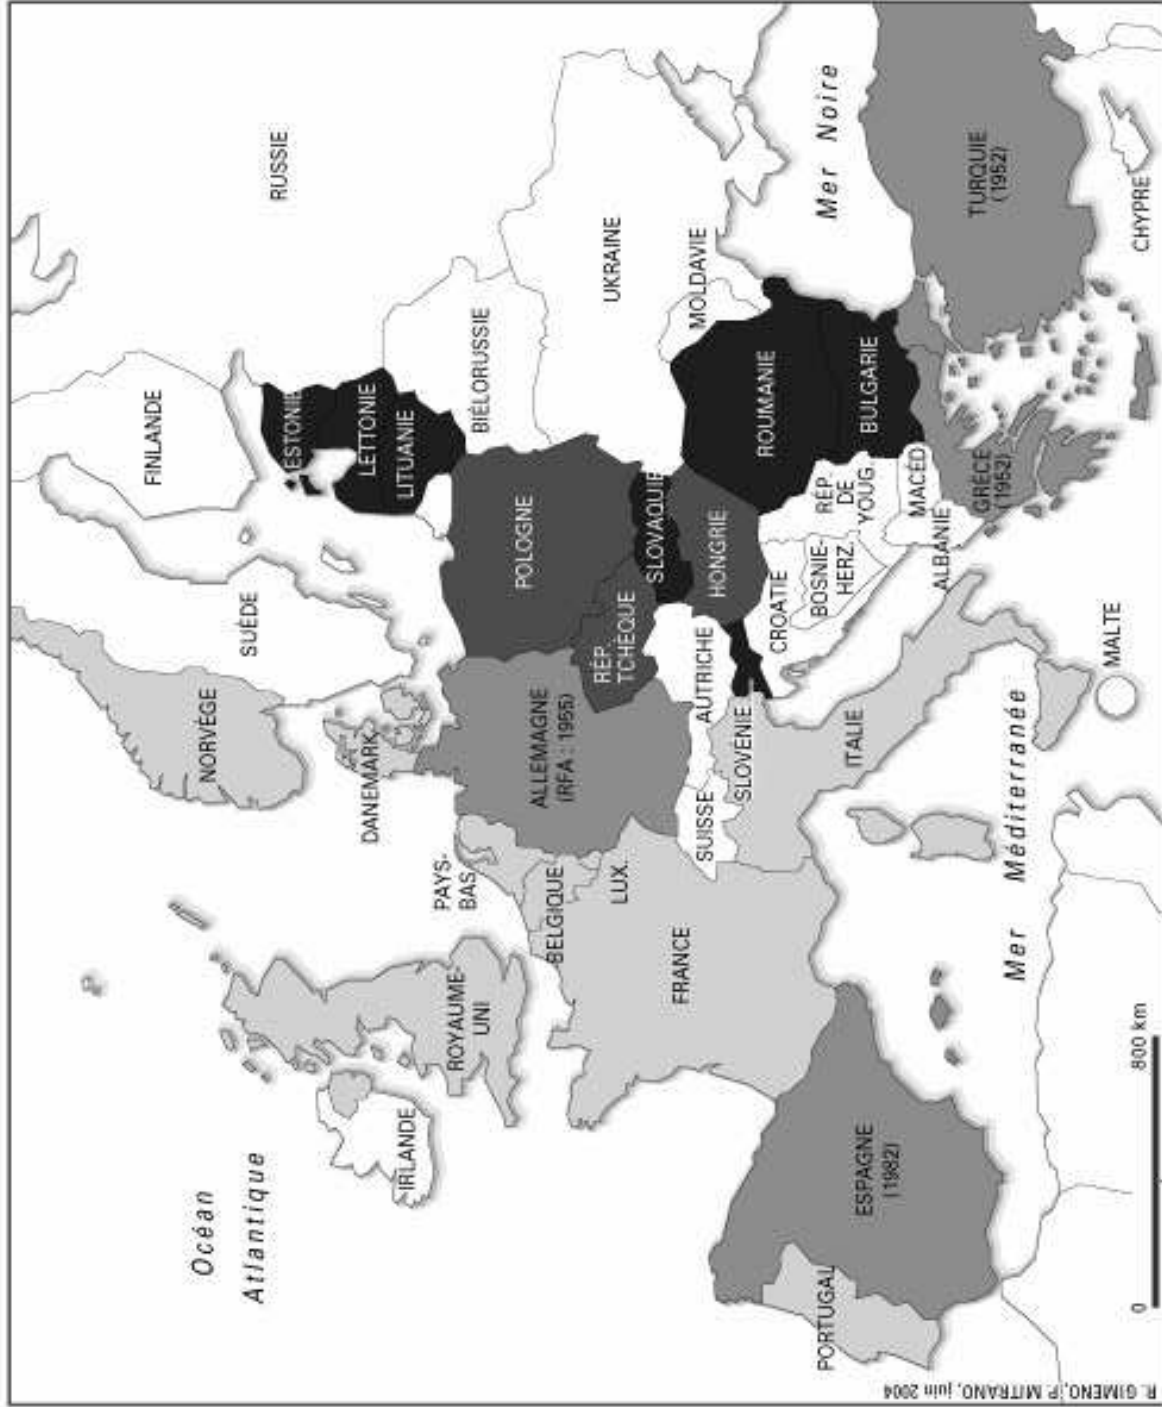 RUSSIE
FINLANDE
SUÈDE
NORVÈGE
ESTONIE
LETTONIE
LITUANIE
BIÉLORUSSIE
DANEMARK
Océan
Atlantique
IRLANDE
ROYAUME-
UNI
PAYS-
BAS
BELGIQUE
LUX.
ALLEMAGNE
(RFA : 1955)
POLOGNE
RÉP.
TCHÈQUE
SLOVAQUIE
UKRAINE
MOLDAVIE
FRANCE
SUISSE
AUTRICHE
HONGRIE
SLOVENIE
CROATIE
BOSNIE-
HERZ.
RÉP.
DE
YOUG.
ROUMANIE
BULGARIE
Mer Noire
MACÉD.
ALBANIE
ITALIE
GRÈCE
(1952)
TURQUIE
(1952)
PORTUGAL
ESPAGNE
(1982)
Mer Méditerranée
MALTE
CHYPRE
0 800 km
R. GIMENO, P. MITRANO, juin 2004